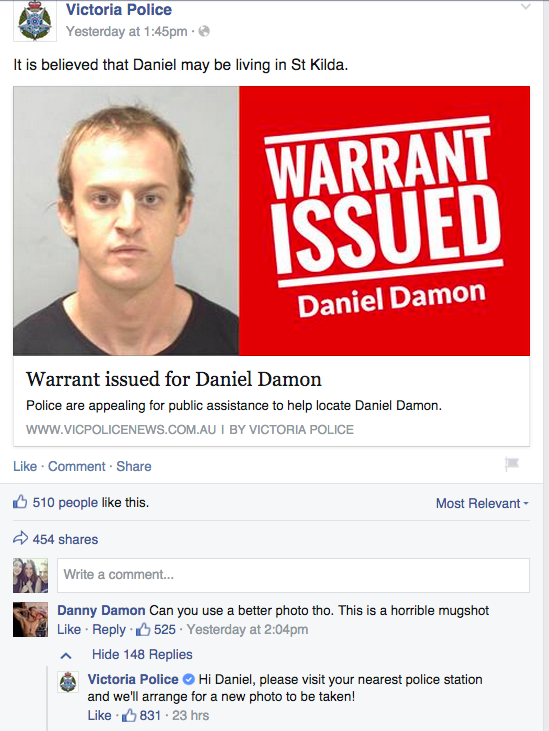 Victoria Police
Yesterday at 1:45pm ·
It is believed that Daniel may be living in St Kilda.
WARRANT
ISSUED
Daniel Damon
Warrant issued for Daniel Damon
Police are appealing for public assistance to help locate Daniel Damon.
WWW.VICPOLICENEWS.COM.AU | BY VICTORIA POLICE
Like · Comment · Share
510 people like this.
Most Relevant
454 shares
Write a comment...
Danny Damon Can you use a better photo tho. This is a horrible mugshot
Like · Reply · 525 · Yesterday at 2:04pm
Hide 148 Replies
Victoria Police Hi Daniel, please visit your nearest police station
and we'll arrange for a new photo to be taken!
Like · 831 · 23 hrs